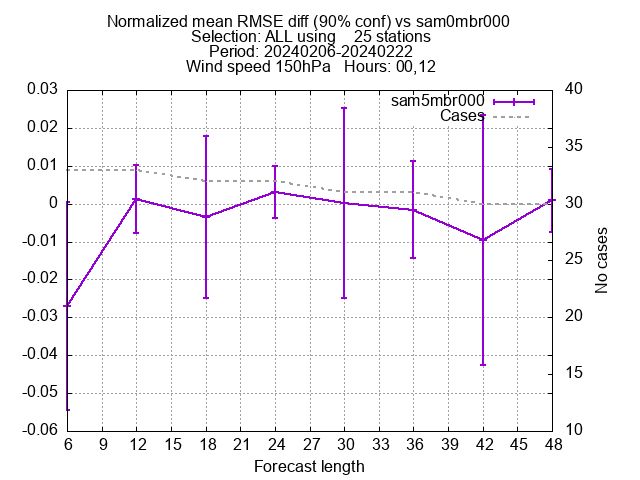 Normalized mean RMSE diff (90% conf) vs sam0mbr000
Selection: ALL using    25 stations
Period: 20240206-20240222
Wind speed 150hPa   Hours: 00,12
sam5mbr000
Cases
0.03
0.02
0.01
0
-0.01
-0.02
-0.03
-0.04
-0.05
-0.06
40
35
30
25
20
15
10
No cases
6 9 12 15 18 21 24 27 30 33 36 39 42 45 48
Forecast length